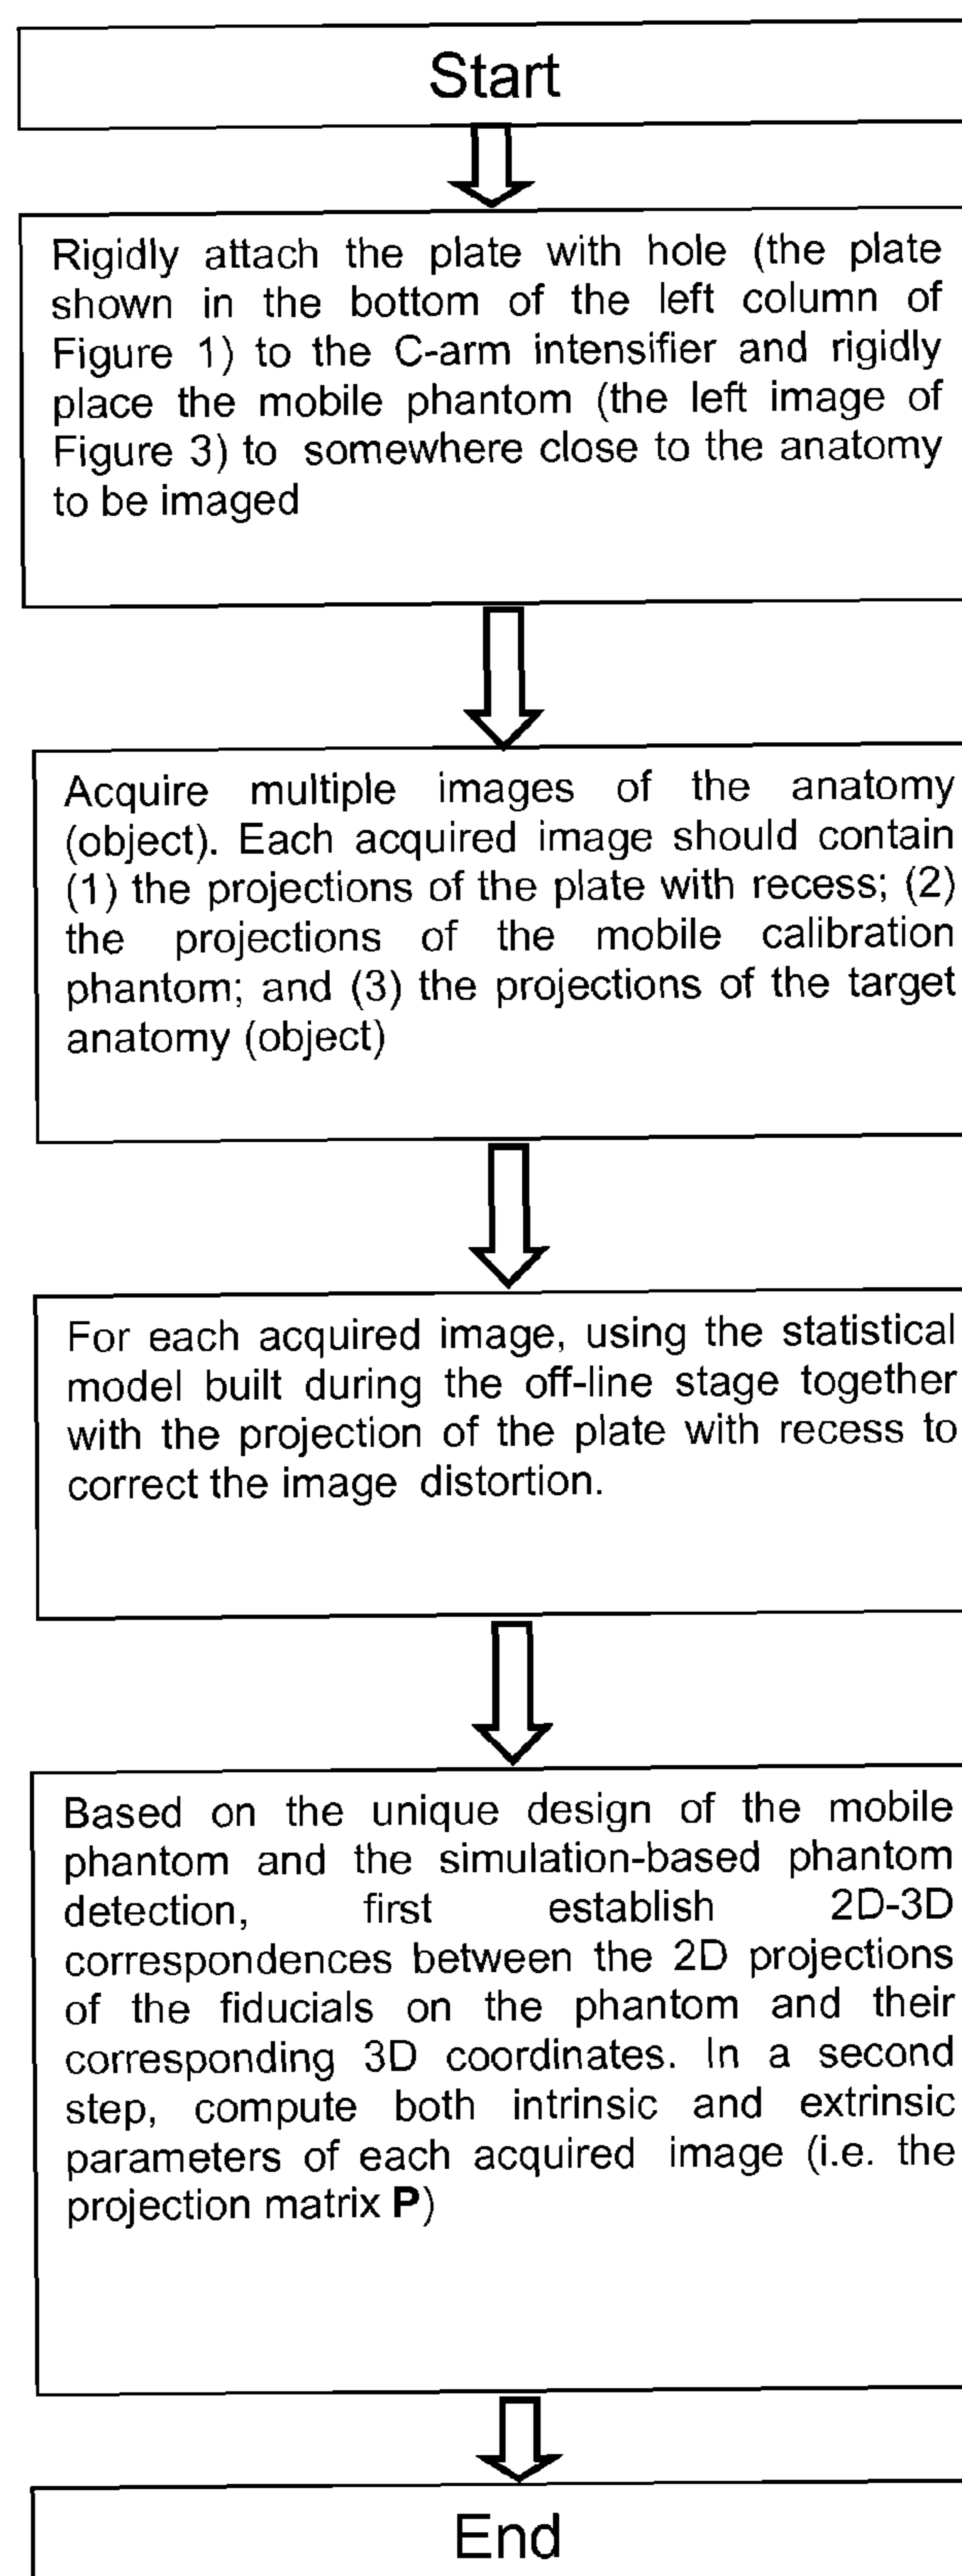 Start
Rigidly attach the plate with hole (the plate
shown in the bottom of the left column of
Figure 1) to the C-arm intensifier and rigidly
place the mobile phantom (the left image of
Figure 3) to somewhere close to the anatomy
to be imaged
Acquire multiple images of the anatomy
(object). Each acquired image should contain
(1) the projections of the plate with recess; (2)
the projections of the mobile calibration
phantom; and (3) the projections of the target
anatomy (object)
For each acquired image, using the statistical
model built during the off-line stage together
with the projection of the plate with recess to
correct the image distortion.
Based on the unique design of the mobile
phantom and the simulation-based phantom
detection, first establish 2D-3D
correspondences between the 2D projections
of the fiducials on the phantom and their
corresponding 3D coordinates. In a second
step, compute both intrinsic and extrinsic
parameters of each acquired image (i.e. the
projection matrix P)
End